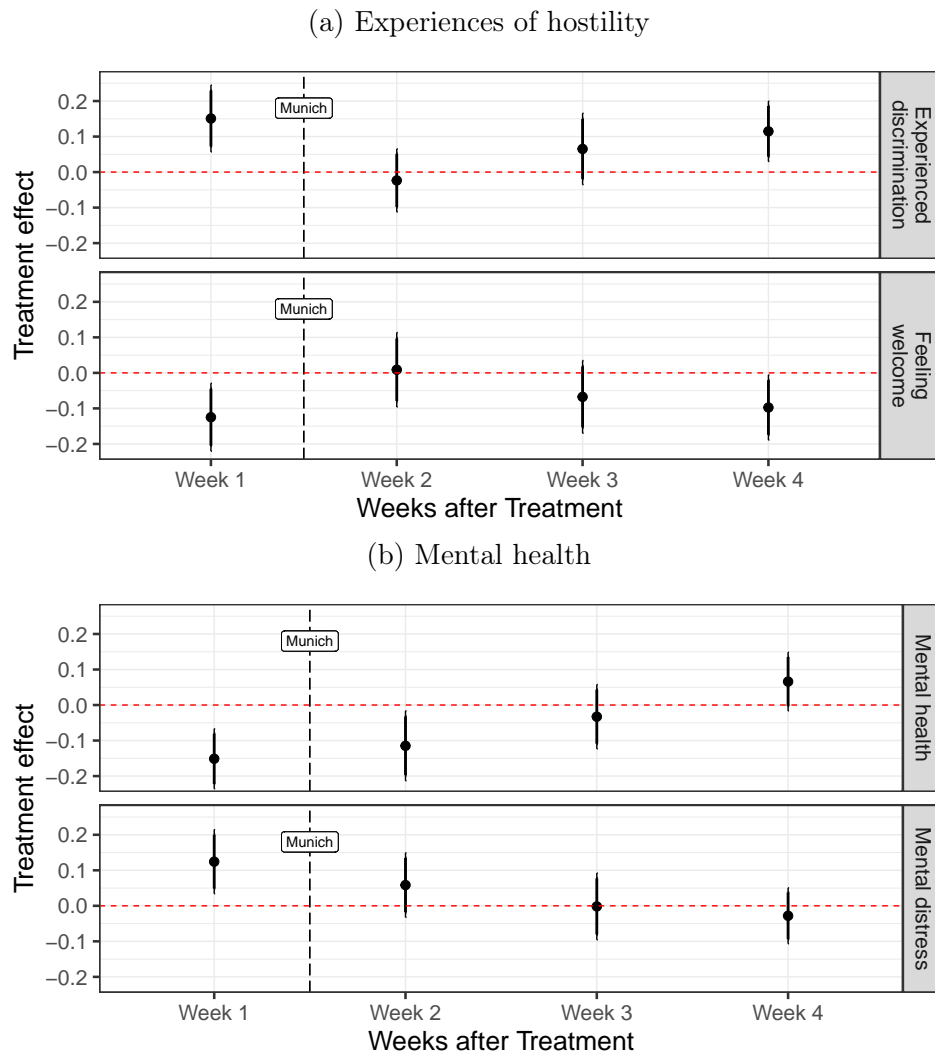 (a) Experiences of hostility
Treatment effect
0.2
0.1
0.0
−0.1
−0.2
Munich
Experienced
discrimination
0.2
0.1
0.0
−0.1
−0.2
Munich
Feeling
welcome
Week 1 Week 2 Week 3 Week 4
Weeks after Treatment
(b) Mental health
Treatment effect
0.2
0.1
0.0
−0.1
−0.2
Munich
Mental health
0.2
0.1
0.0
−0.1
−0.2
Munich
Mental distress
Week 1 Week 2 Week 3 Week 4
Weeks after Treatment